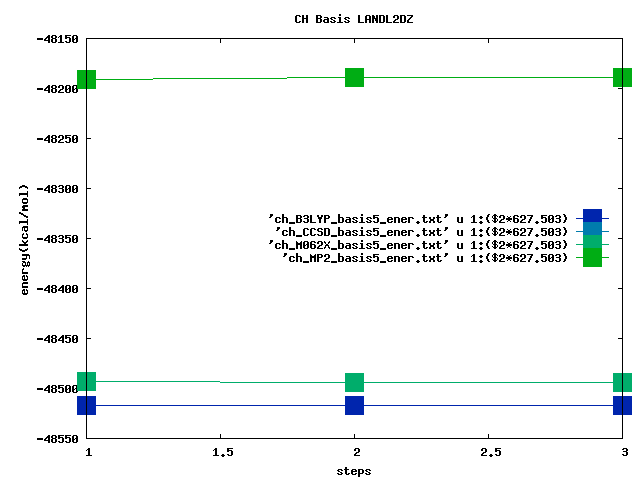 CH Basis LANDL2DZ
-48150
-48200
-48250
-48300
-48350
-48400
-48450
-48500
-48550
energy(kcal/mol)
'ch_B3LYP_basis5_ener.txt' u 1:($2*627.503)
'ch_CCSD_basis5_ener.txt' u 1:($2*627.503)
'ch_M062X_basis5_ener.txt' u 1:($2*627.503)
'ch_MP2_basis5_ener.txt' u 1:($2*627.503)
1 1.5 2 2.5 3
steps